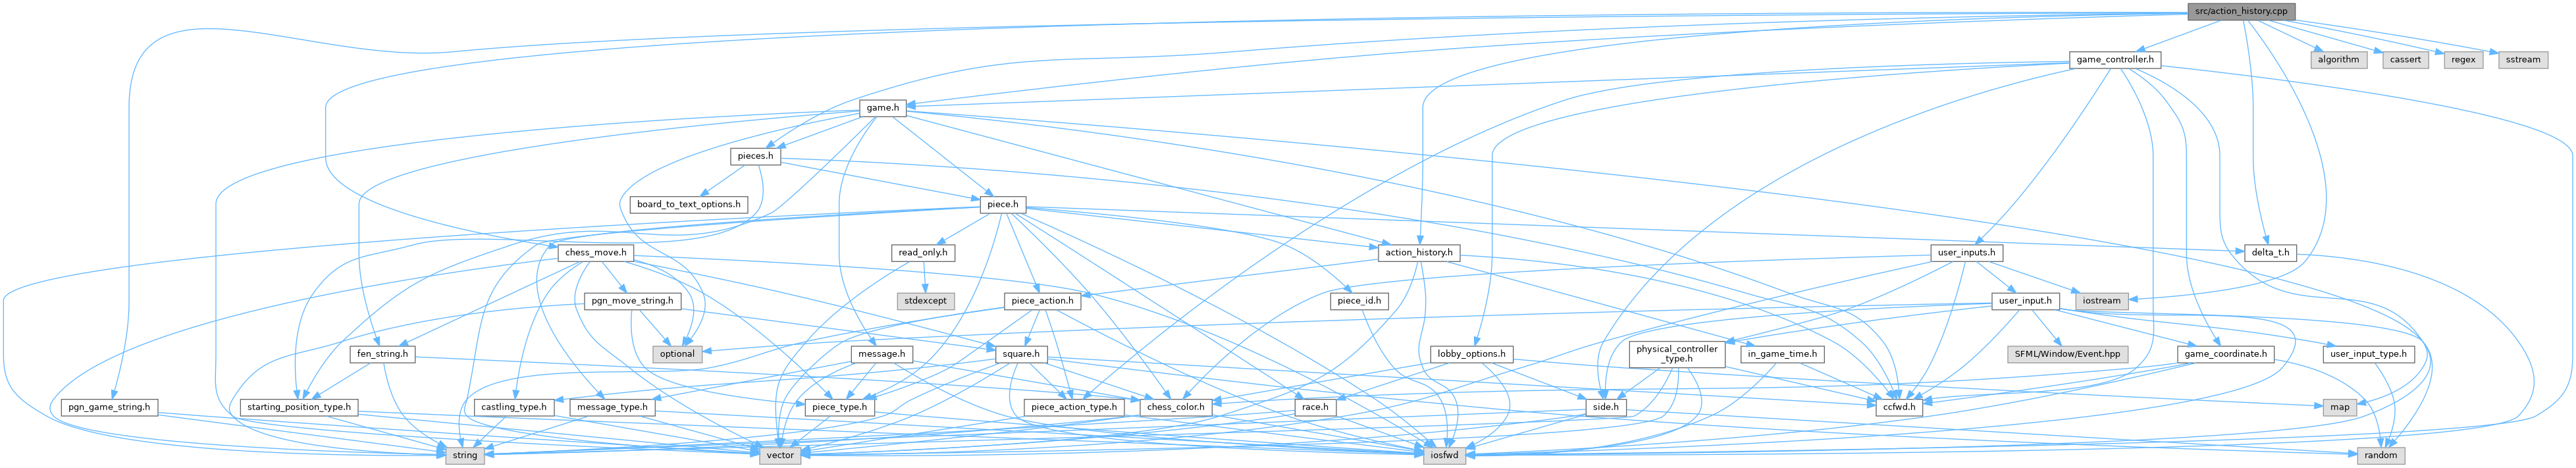 src/action_history.cpp
game_controller.h
algorithm
cassert
regex
sstream
game.h
pieces.h
board_to_text_options.h
piece.h
chess_move.h
read_only.h
action_history.h
user_inputs.h
delta_t.h
pgn_move_string.h
stdexcept
piece_action.h
piece_id.h
user_input.h
iostream
fen_string.h
optional
message.h
square.h
lobby_options.h
physical_controller
_type.h
in_game_time.h
SFML/Window/Event.hpp
game_coordinate.h
user_input_type.h
pgn_game_string.h
starting_position_type.h
castling_type.h
message_type.h
piece_type.h
piece_action_type.h
chess_color.h
race.h
side.h
ccfwd.h
map
string
vector
iosfwd
random